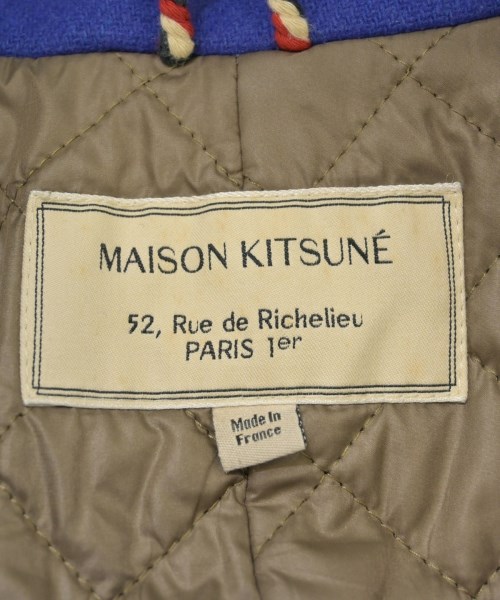 MAISON KITSUNÉ
52, Rue de Richelieu
PARIS 1er
Made In
France